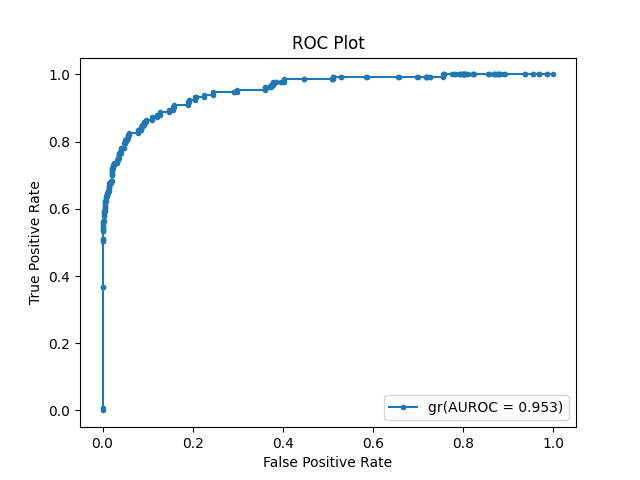 ROC Plot
True Positive Rate
1.0
0.8
0.6
0.4
0.2
0.0
gr(AUROC = 0.953)
0.0 0.2 0.4 0.6 0.8 1.0
False Positive Rate